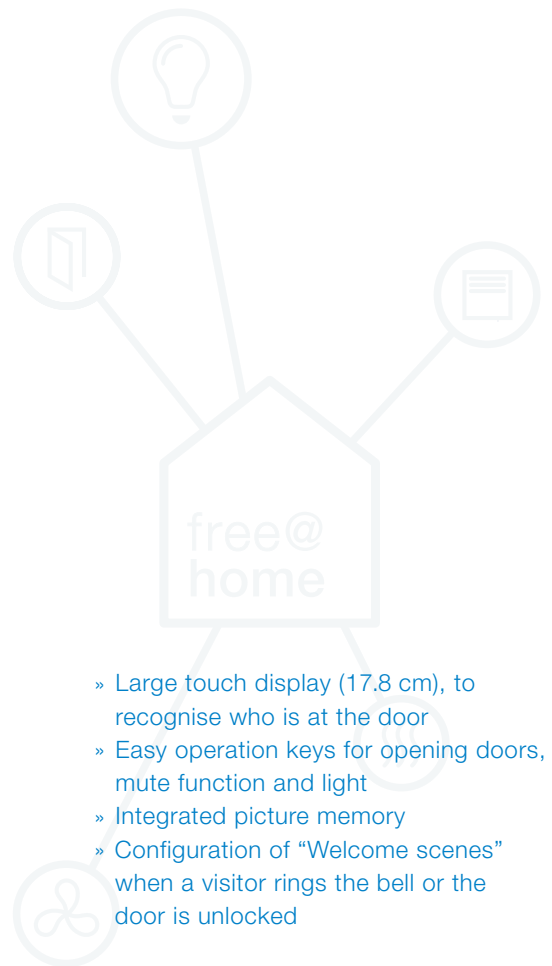 free@
home
» Large touch display (17.8 cm), to
recognise who is at the door
» Easy operation keys for opening doors,
mute function and light
» Integrated picture memory
» Configuration of “Welcome scenes”
when a visitor rings the bell or the
door is unlocked